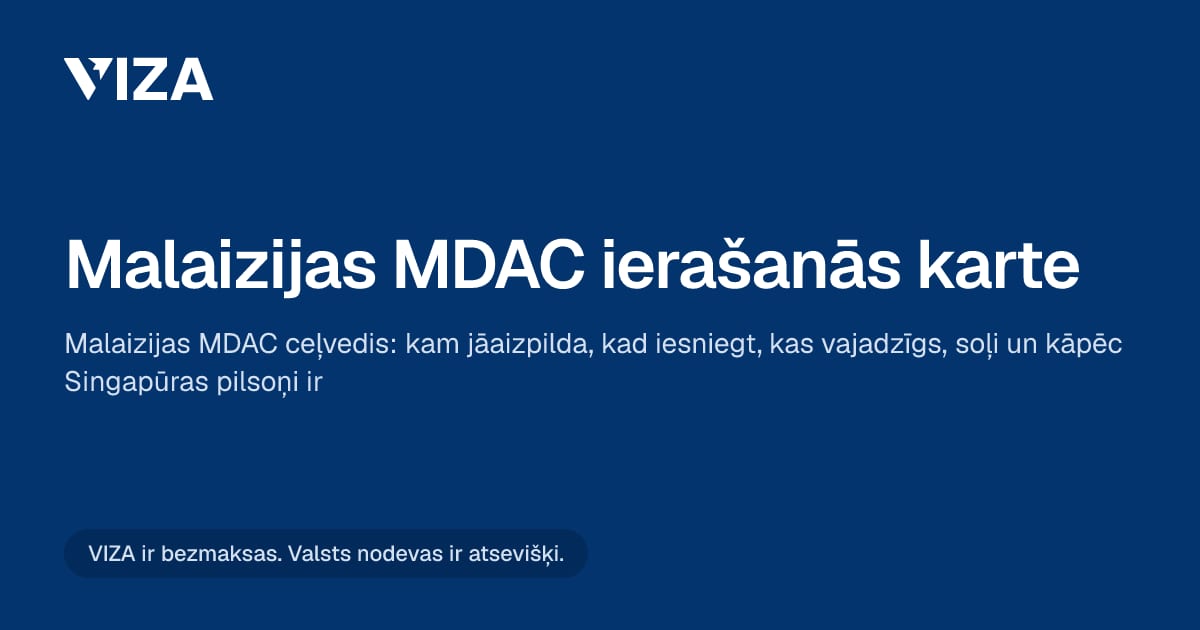 VIZA
Malaizijas MDAC ierašanās karte
Malaizijas MDAC ceļvedis: kam jāaizpilda, kad iesniegt, kas vajadzīgs, soļi un kāpēc
Singapūras pilsoņi ir
VIZA ir bezmaksas. Valsts nodevas ir atsevišķi.